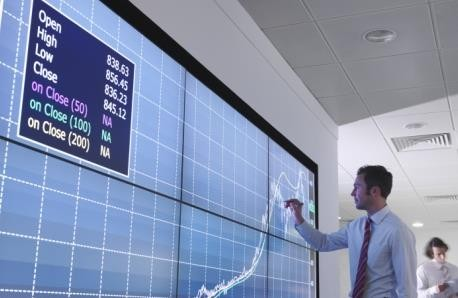 Open 838.63
High 856.45
Low 836.23
Close 845.12
on Close (50) NA
on Close (100) NA
on Close (200) NA